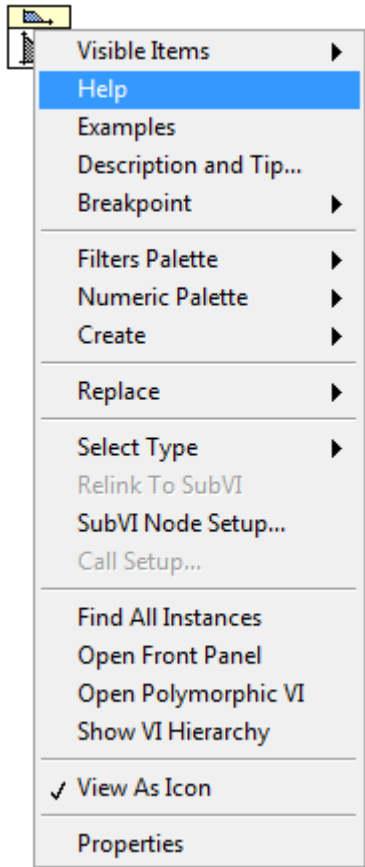 Visible Items
Help
Examples
Description and Tip...
Breakpoint
Filters Palette
Numeric Palette
Create
Replace
Select Type
Relink To SubVI
SubVI Node Setup...
Call Setup...
Find All Instances
Open Front Panel
Open Polymorphic VI
Show VI Hierarchy
View As Icon
Properties